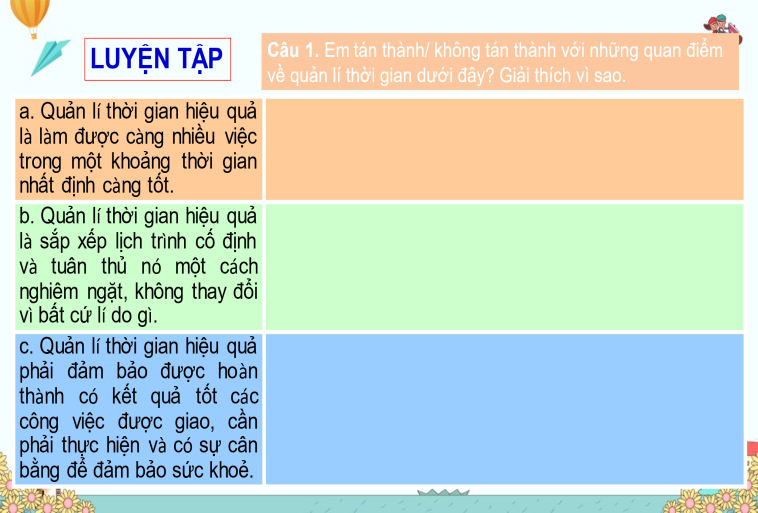 LUYỆN TẬP
Câu 1. Em tán thành/ không tán thành với những quan điểm
về quản lí thời gian dưới đây? Giải thích vì sao.
a. Quản lí thời gian hiệu quả
là làm được càng nhiều việc
trong một khoảng thời gian
nhất định càng tốt.
b. Quản lí thời gian hiệu quả
là sắp xếp lịch trình cố định
và tuân thủ nó một cách
nghiêm ngặt, không thay đổi
vì bất cứ lí do gì.
c. Quản lí thời gian hiệu quả
phải đảm bảo được hoàn
thành có kết quả tốt các
công việc được giao, cần
phải thực hiện và có sự cân
bằng để đảm bảo sức khoẻ.